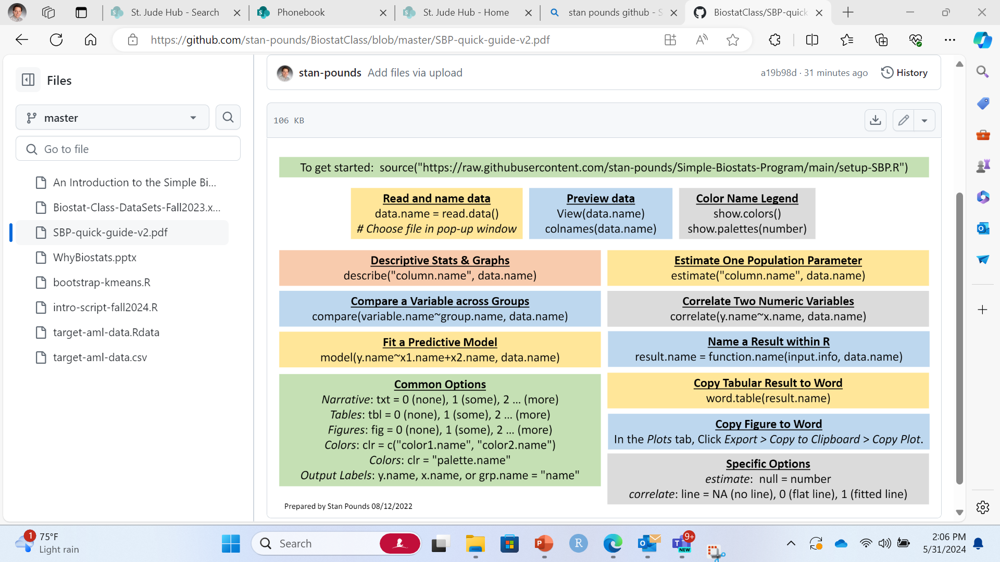 St. Jude Hub - Search
Phonebook
St. Jude Hub - Home
stan pounds github - S
BiostatClass/SBP-quick
https://github.com/stan-pounds/BiostatClass/blob/master/SBP-quick-guide-v2.pdf
Files
master
Go to file
An Introduction to the Simple Bi...
Biostat-Class-DataSets-Fall2023.x...
SBP-quick-guide-v2.pdf
WhyBiostats.pptx
bootstrap-kmeans.R
intro-script-fall2024.R
target-aml-data.Rdata
target-aml-data.csv
stan-pounds Add files via upload
a19b98d · 31 minutes ago
History
106 KB
To get started: source("https://raw.githubusercontent.com/stan-pounds/Simple-Biostats-Program/main/setup-SBP.R")
Read and name data
data.name = read.data()
# Choose file in pop-up window
Preview data
View(data.name)
colnames(data.name)
Color Name Legend
show.colors()
show.palettes(number)
Descriptive Stats & Graphs
describe("column.name", data.name)
Estimate One Population Parameter
estimate("column.name", data.name)
Compare a Variable across Groups
compare(variable.name~group.name, data.name)
Correlate Two Numeric Variables
correlate(y.name~x.name, data.name)
Fit a Predictive Model
model(y.name~x1.name+x2.name, data.name)
Name a Result within R
result.name = function.name(input.info, data.name)
Common Options
Narrative: txt = 0 (none), 1 (some), 2 ... (more)
Tables: tbl = 0 (none), 1 (some), 2 ... (more)
Figures: fig = 0 (none), 1 (some), 2 ... (more)
Colors: clr = c("color1.name", "color2.name")
Colors: clr = "palette.name"
Output Labels: y.name, x.name, or grp.name = "name"
Copy Tabular Result to Word
word.table(result.name)
Copy Figure to Word
In the Plots tab, Click Export > Copy to Clipboard > Copy Plot.
Specific Options
estimate: null = number
correlate: line = NA (no line), 0 (flat line), 1 (fitted line)
Prepared by Stan Pounds 08/12/2022
1
75°F
Light rain
Search
P
R
O
T
NEW
9+
2:06 PM
5/31/2024